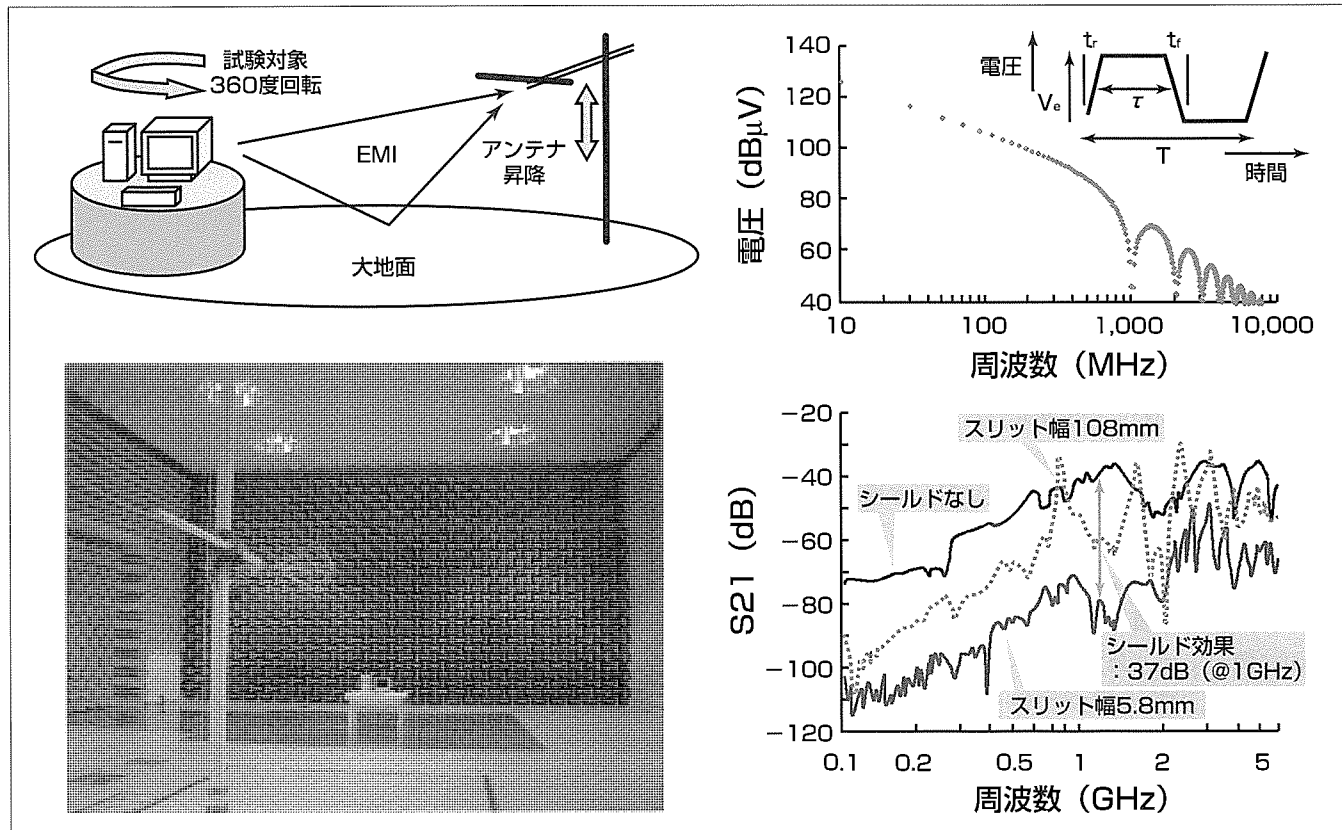 試験対象
360度回転
EMI
アンテナ
昇降
大地面
電圧（dBμV）
140
120
100
80
60
40
10
100
1,000
10,000
周波数（MHz）
電圧
Ve
tr
tf
τ
T
時間
S21（dB）
-20
-40
-60
-80
-100
-120
0.1
0.2
0.5
1
2
5
周波数（GHz）
スリット幅108mm
シールドなし
シールド効果
：37dB（@1GHz）
スリット幅5.8mm